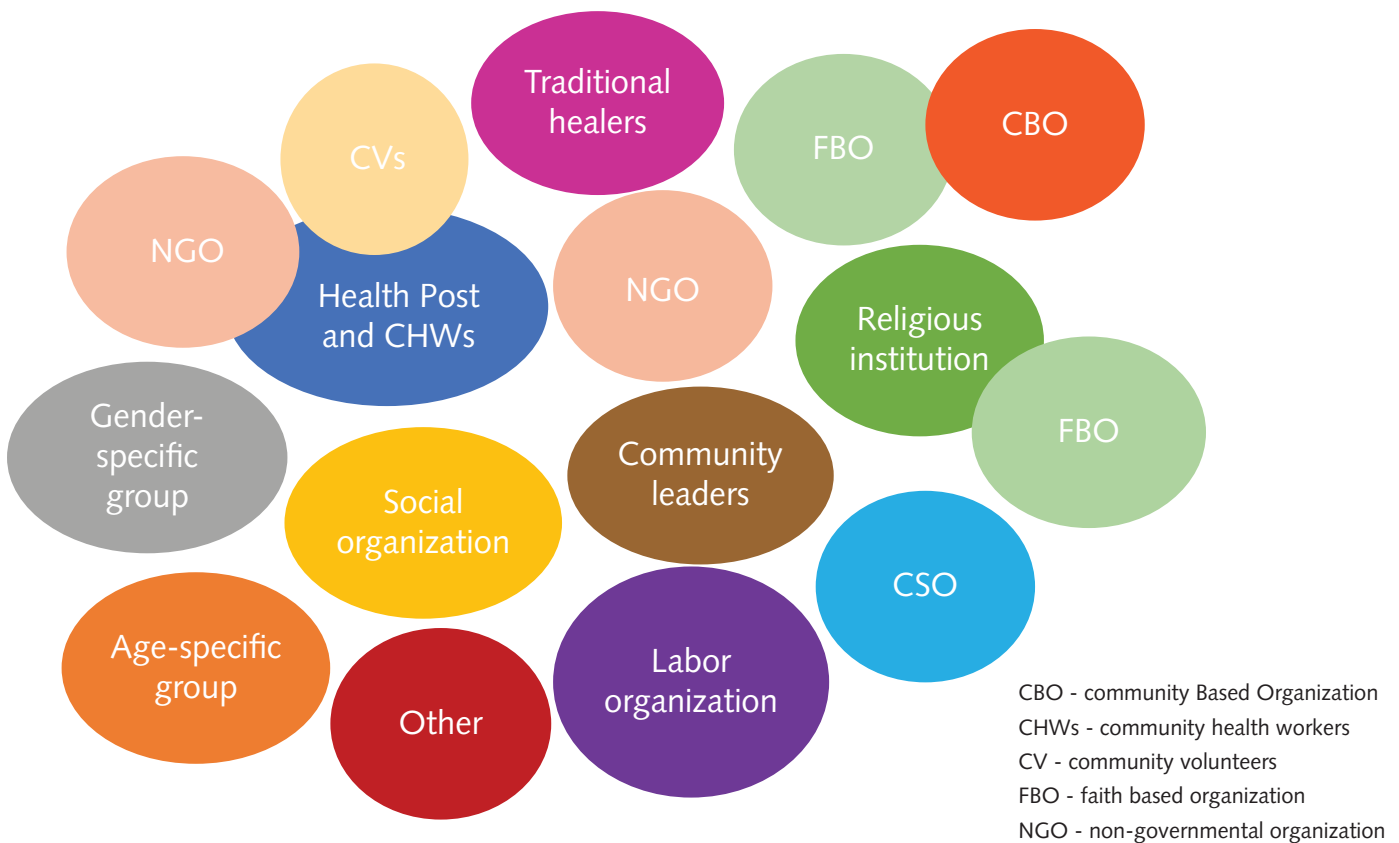 Traditional
healers
CBO
FBO
CVs
NGO
Health Post
and CHWs
NGO
Religious
institution
Gender-
specific
group
FBO
Community
leaders
Social
organization
CSO
Age-specific
group
Labor
organization
Other
CBO - community Based Organization
CHWs - community health workers
CV - community volunteers
FBO - faith based organization
NGO - non-governmental organization